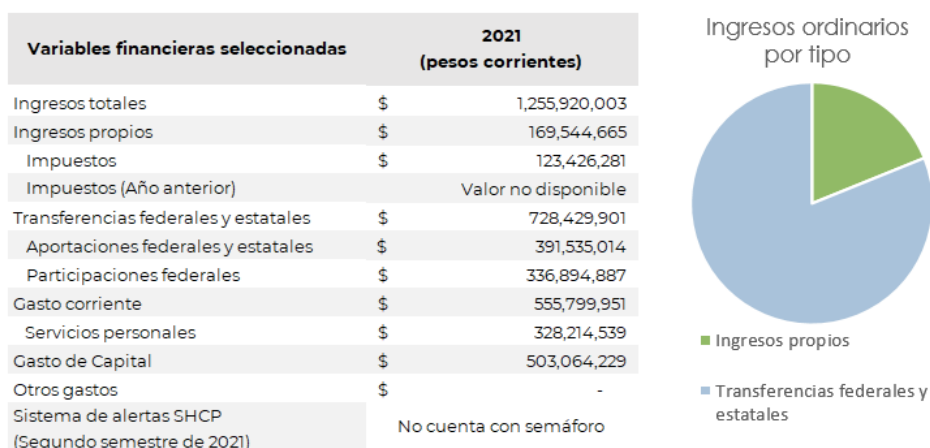 Variables financieras seleccionadas
2021
(pesos corrientes)
Ingresos totales $ 1,255,920,003
Ingresos propios $ 169,544,665
Impuestos $ 123,426,281
Impuestos (Año anterior) Valor no disponible
Transferencias federales y estatales $ 728,429,901
Aportaciones federales y estatales $ 391,535,014
Participaciones federales $ 336,894,887
Gasto corriente $ 555,799,951
Servicios personales $ 328,214,539
Gasto de Capital $ 503,064,229
Otros gastos $ -
Sistema de alertas SHCP
(Segundo semestre de 2021)
No cuenta con semáforo
Ingresos ordinarios
por tipo
Ingresos propios
Transferencias federales y
estatales